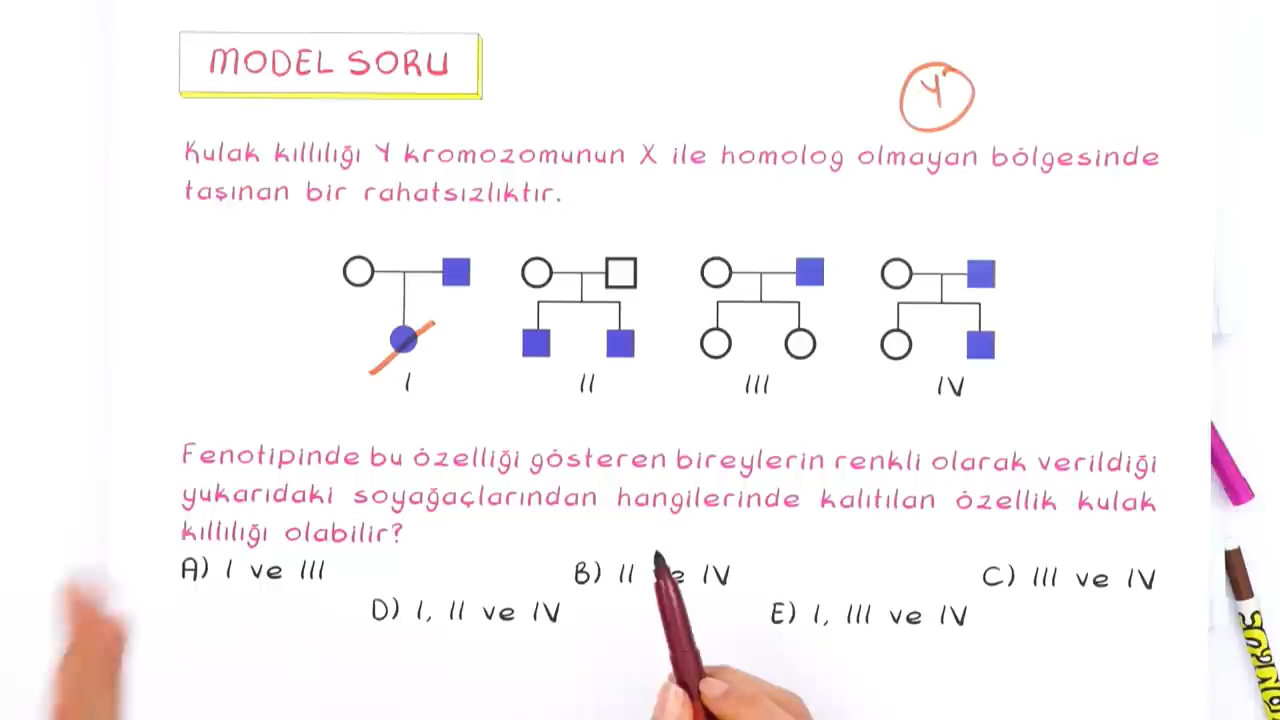 MODEL SORU
Y
Kulak kıllılığı Y kromozomunun X ile homolog olmayan bölgesinde
taşınan bir rahatsızlıktır.
I II III IV
Fenotipinde bu özelliği gösteren bireylerin renkli olarak verildiği
yukarıdaki soyağaçlarından hangilerinde kalıtılan özellik kulak
kıllılığı olabilir?
A) I ve III B) II ve IV C) III ve IV
D) I, II ve IV E) I, III ve IV